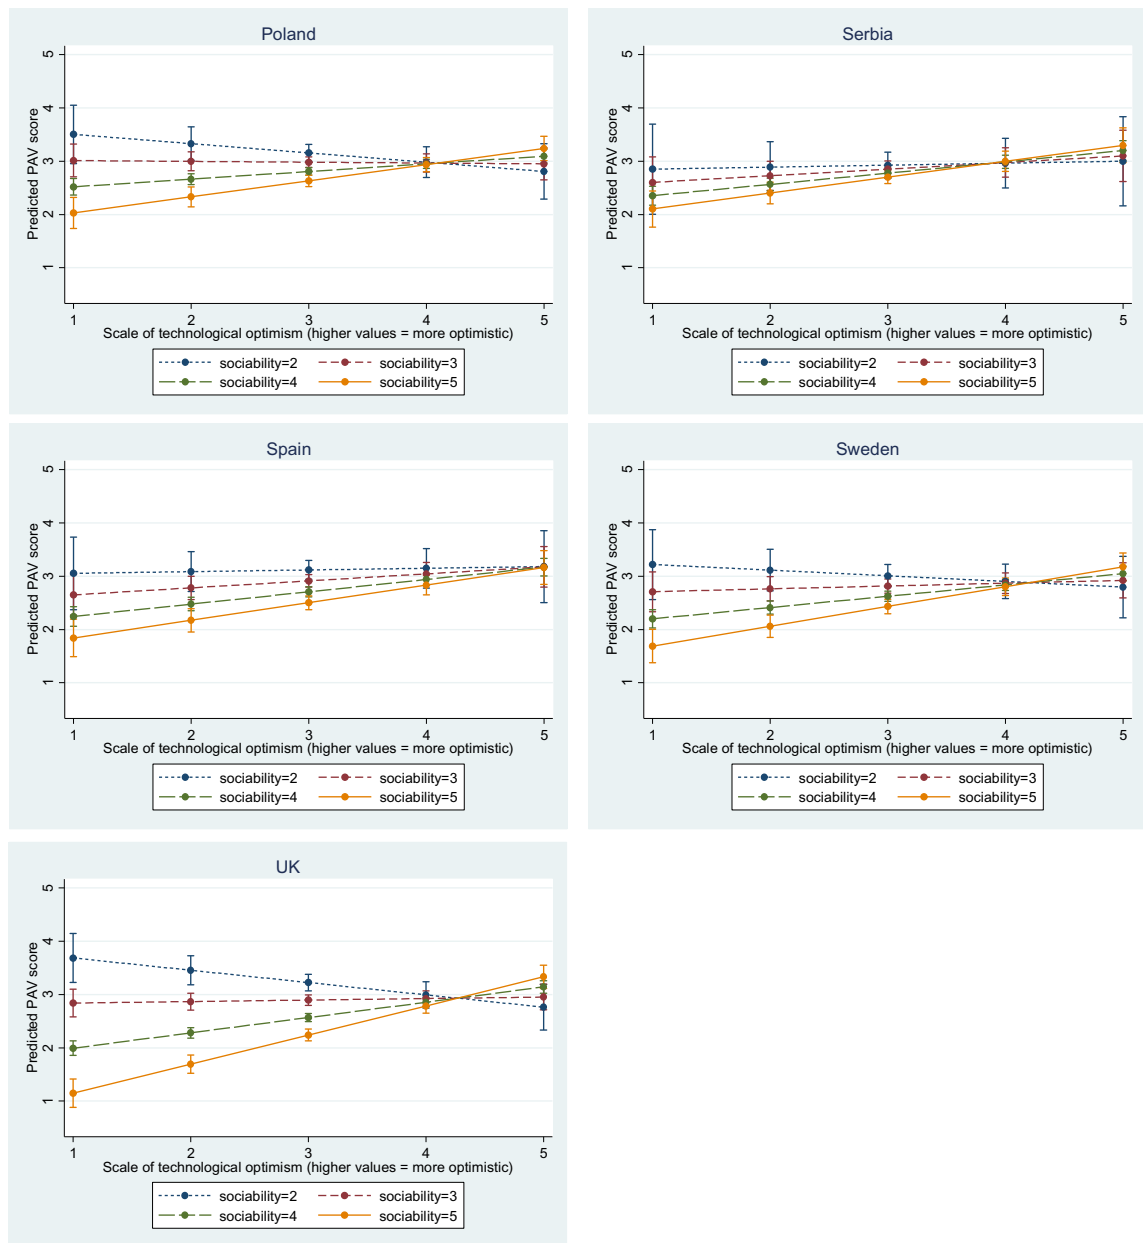 Poland
5
4
3
2
1
Predicted PAV score
1 2 3 4 5
Scale of technological optimism (higher values = more optimistic)
sociability=2 sociability=3
sociability=4 sociability=5
Serbia
5
4
3
2
1
Predicted PAV score
1 2 3 4 5
Scale of technological optimism (higher values = more optimistic)
sociability=2 sociability=3
sociability=4 sociability=5
Spain
5
4
3
2
1
Predicted PAV score
1 2 3 4 5
Scale of technological optimism (higher values = more optimistic)
sociability=2 sociability=3
sociability=4 sociability=5
Sweden
5
4
3
2
1
Predicted PAV score
1 2 3 4 5
Scale of technological optimism (higher values = more optimistic)
sociability=2 sociability=3
sociability=4 sociability=5
UK
5
4
3
2
1
Predicted PAV score
1 2 3 4 5
Scale of technological optimism (higher values = more optimistic)
sociability=2 sociability=3
sociability=4 sociability=5